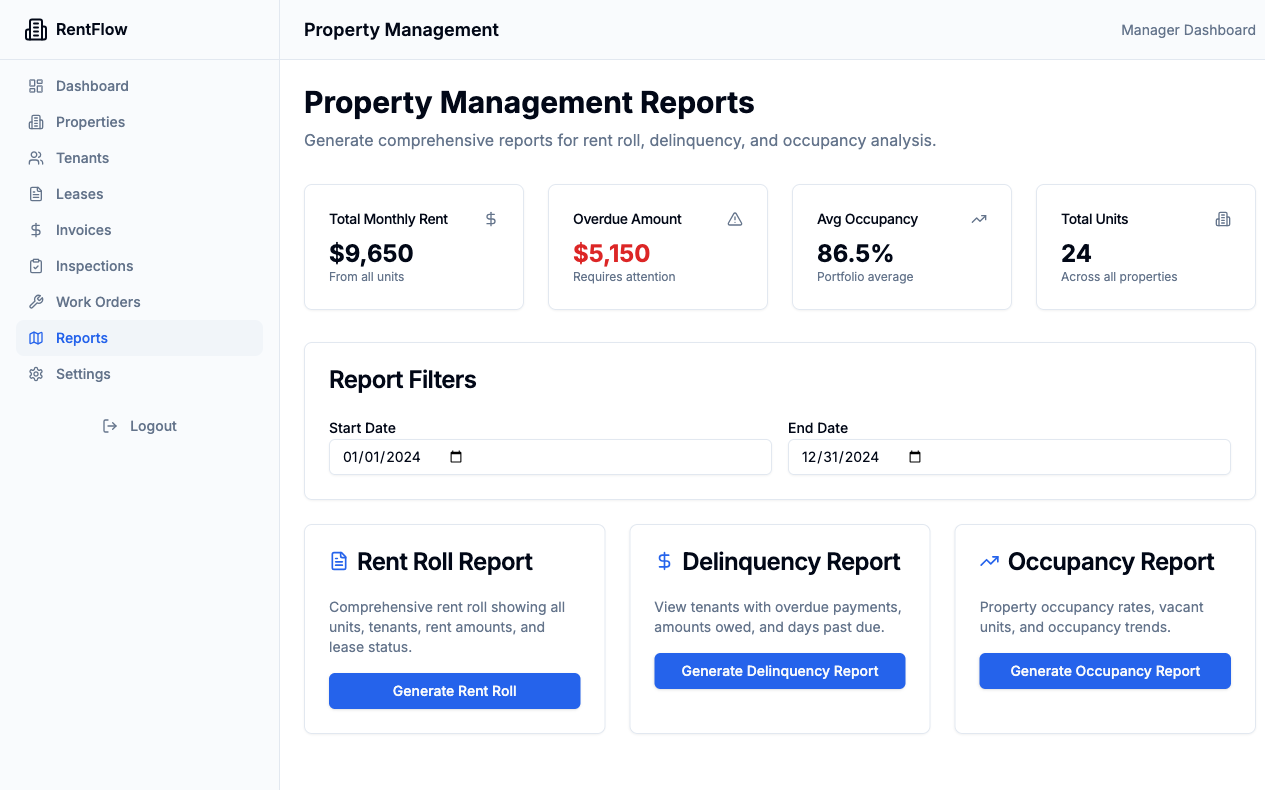 RentFlow
Property Management
Manager Dashboard
Dashboard
Properties
Tenants
Leases
Invoices
Inspections
Work Orders
Reports
Settings
Logout
Property Management Reports
Generate comprehensive reports for rent roll, delinquency, and occupancy analysis.
Total Monthly Rent
$9,650
From all units
Overdue Amount
$5,150
Requires attention
Avg Occupancy
86.5%
Portfolio average
Total Units
24
Across all properties
Report Filters
Start Date
01/01/2024
End Date
12/31/2024
Rent Roll Report
Comprehensive rent roll showing all
units, tenants, rent amounts, and
lease status.
Generate Rent Roll
Delinquency Report
View tenants with overdue payments,
amounts owed, and days past due.
Generate Delinquency Report
Occupancy Report
Property occupancy rates, vacant
units, and occupancy trends.
Generate Occupancy Report